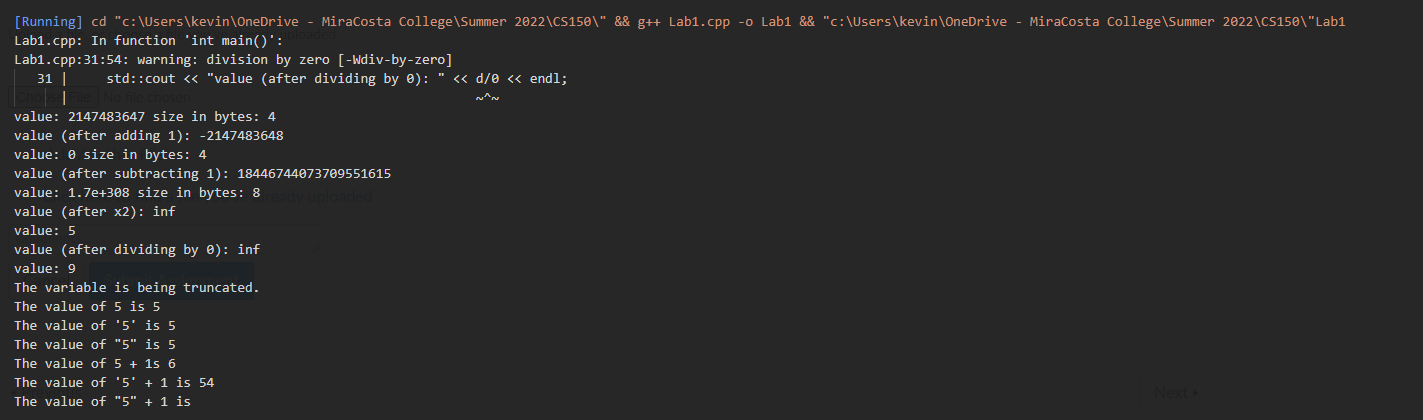 [Running] cd "c:\Users\kevin\OneDrive - MiraCosta College\Summer 2022\CS150\" && g++ Lab1.cpp -o Lab1 && "c:\Users\kevin\OneDrive - MiraCosta College\Summer 2022\CS150\"Lab1
Lab1.cpp: In function 'int main()':
Lab1.cpp:31:54: warning: division by zero [-Wdiv-by-zero]
31 |     std::cout << "value (after dividing by 0): " << d/0 << endl;
|                                                     ~^~
No file chosen
value: 2147483647 size in bytes: 4
value (after adding 1): -2147483648
value: 0 size in bytes: 4
value (after subtracting 1): 18446744073709551615
value: 1.7e+308 size in bytes: 8
already uploaded
value (after x2): inf
value: 5
value (after dividing by 0): inf
value: 9
The variable is being truncated.
The value of 5 is 5
The value of '5' is 5
The value of "5" is 5
The value of 5 + 1s 6
The value of '5' + 1 is 54
The value of "5" + 1 is
Next